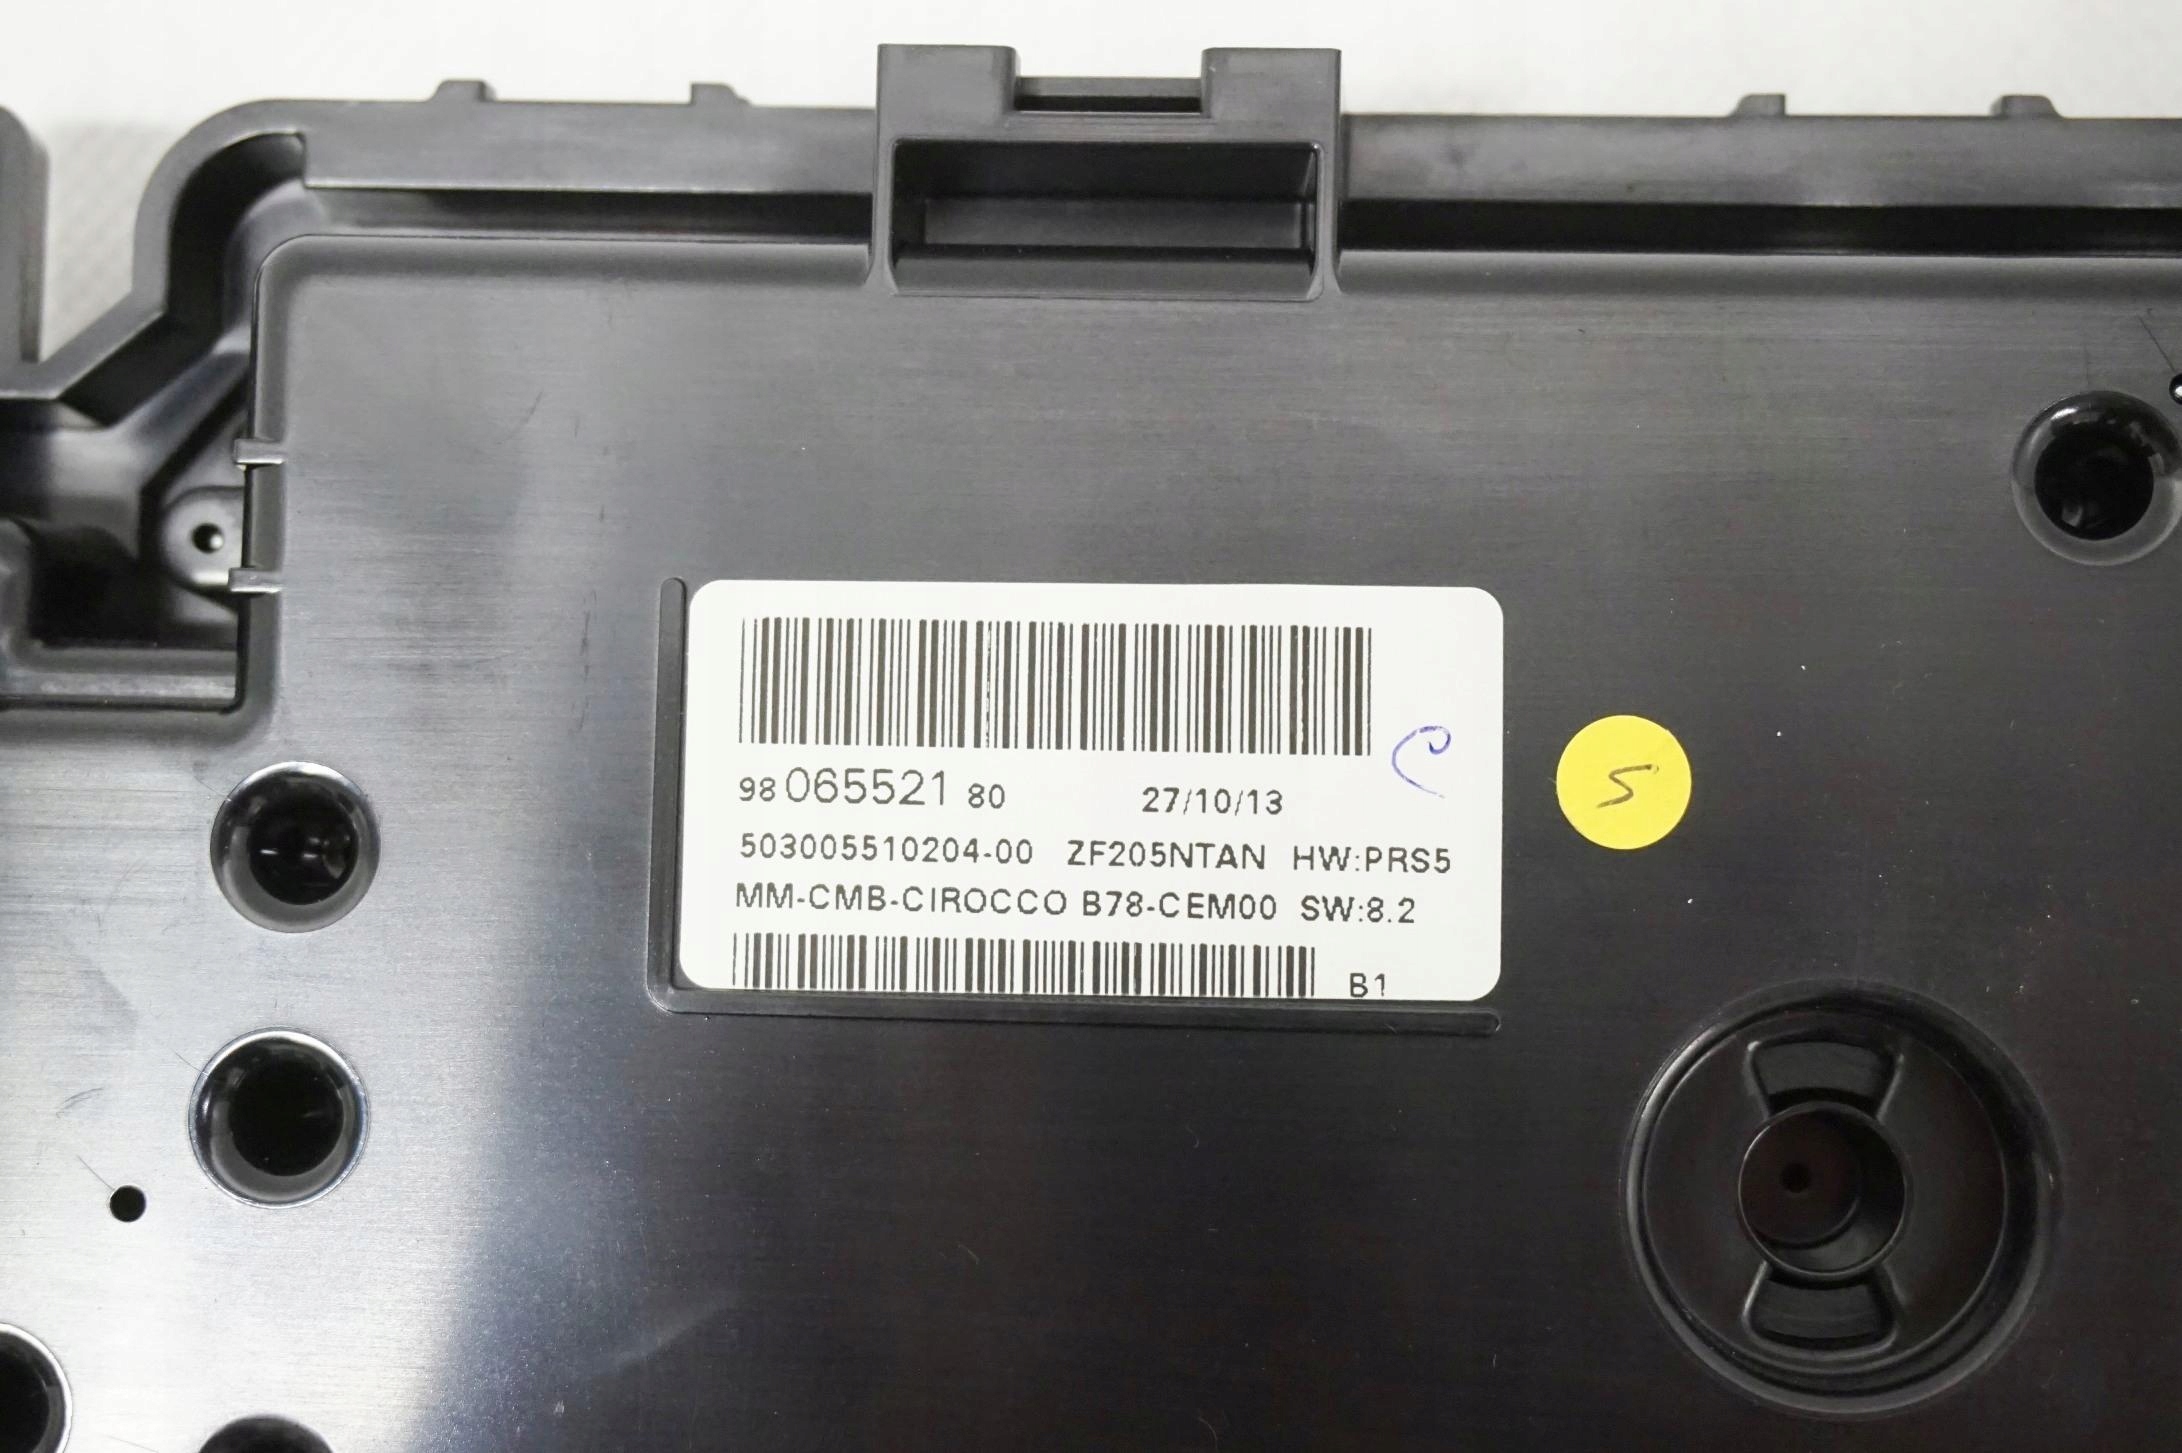 98 065521 80 27/10/13
503005510204-00 ZF205NTAN HW:PRS5
MM-CMB-CIROCCO B78-CEM00 SW:8.2
B1
S